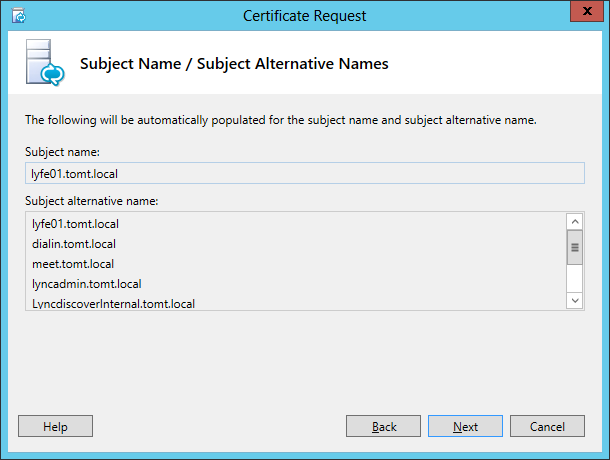 Certificate Request
x
Subject Name / Subject Alternative Names
The following will be automatically populated for the subject name and subject alternative name.
Subject name:
lyfe01.tomt.local
Subject alternative name:
lyfe01.tomt.local
dialin.tomt.local
meet.tomt.local
lyncadmin.tomt.local
LyncdiscoverInternal.tomt.local
Help Back Next Cancel